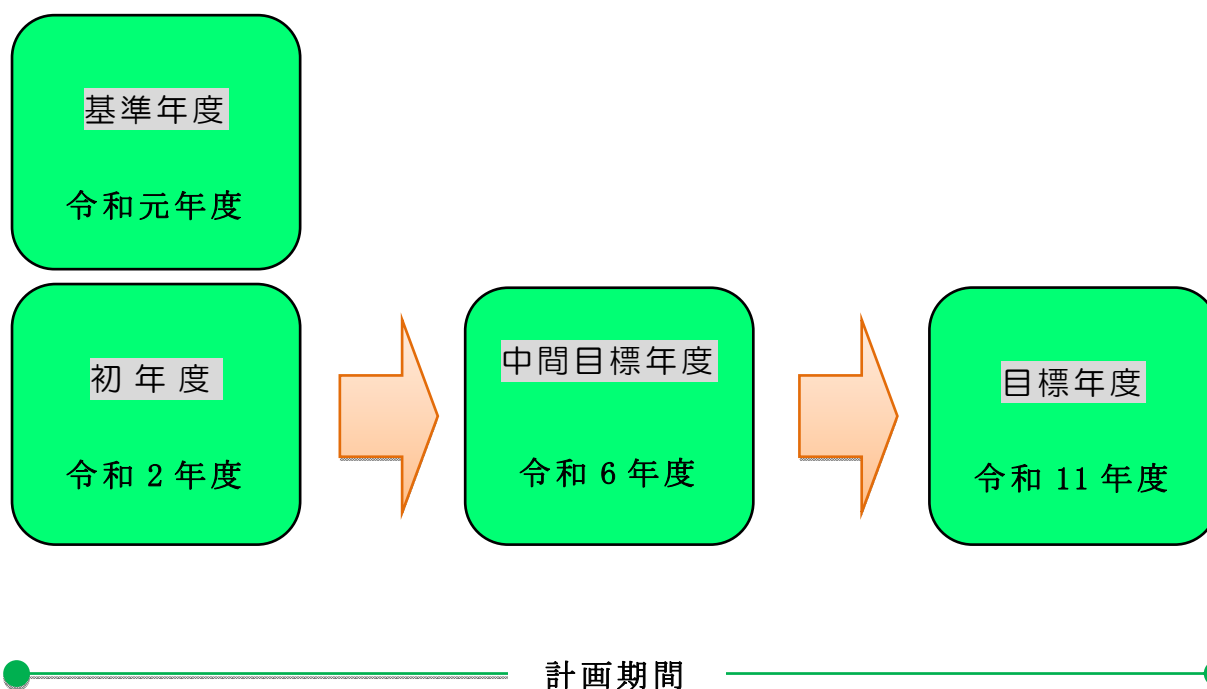 基準年度
令和元年度
初年度
令和 2 年度
中間目標年度
令和 6 年度
目標年度
令和 11 年度
計画期間